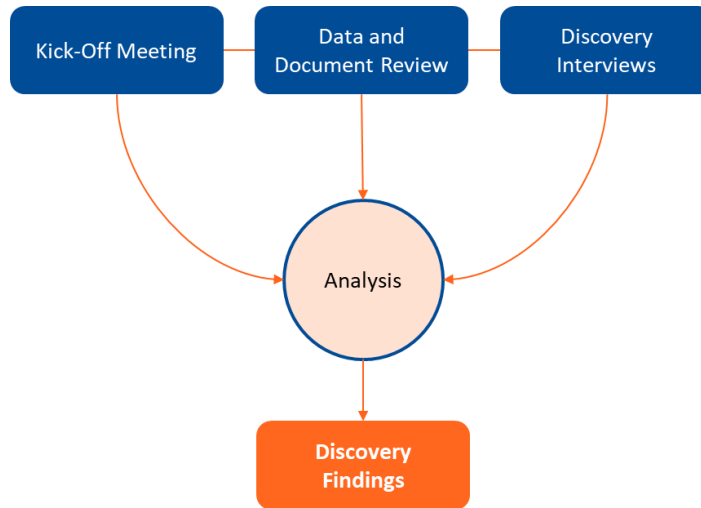 Kick-Off Meeting
Data and
Document Review
Discovery
Interviews
Analysis
Discovery
Findings